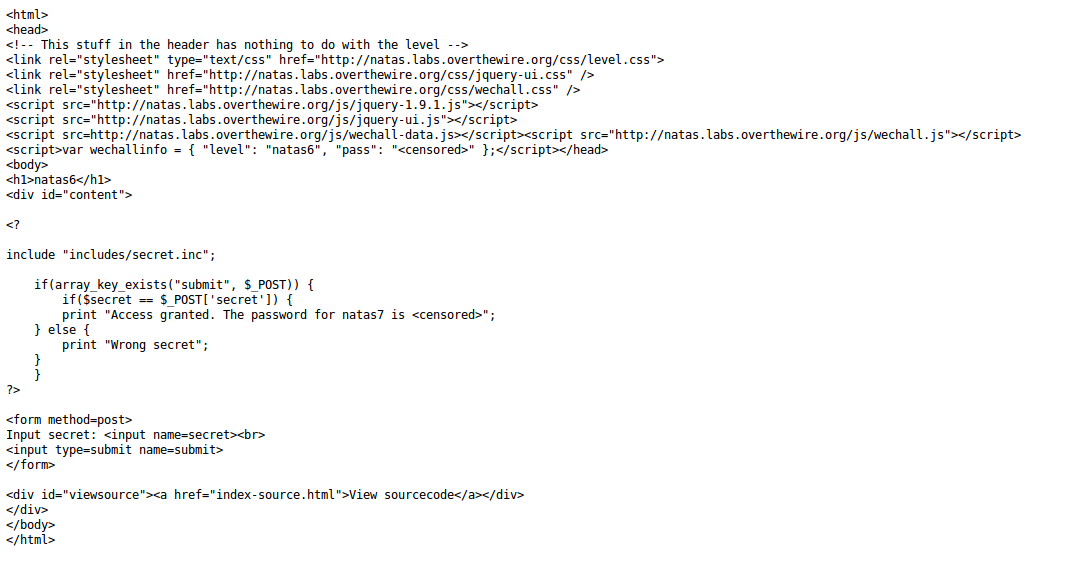 <html>
<head>
<!-- This stuff in the header has nothing to do with the level -->
<link rel="stylesheet" type="text/css" href="http://natas.labs.overthewire.org/css/level.css">
<link rel="stylesheet" href="http://natas.labs.overthewire.org/css/jquery-ui.css" />
<link rel="stylesheet" href="http://natas.labs.overthewire.org/css/wechall.css" />
<script src="http://natas.labs.overthewire.org/js/jquery-1.9.1.js"></script>
<script src="http://natas.labs.overthewire.org/js/jquery-ui.js"></script>
<script src=http://natas.labs.overthewire.org/js/wechall-data.js></script><script src="http://natas.labs.overthewire.org/js/wechall.js"></script>
<script>var wechallinfo = { "level": "natas6", "pass": "<censored>" };</script></head>
<body>
<h1>natas6</h1>
<div id="content">

<?

include "includes/secret.inc";

    if(array_key_exists("submit", $_POST)) {
        if($secret == $_POST['secret']) {
        print "Access granted. The password for natas7 is <censored>";
    } else {
        print "Wrong secret";
    }
    }
?>

<form method=post>
Input secret: <input name=secret><br>
<input type=submit name=submit>
</form>

<div id="viewsource"><a href="index-source.html">View sourcecode</a></div>
</div>
</body>
</html>